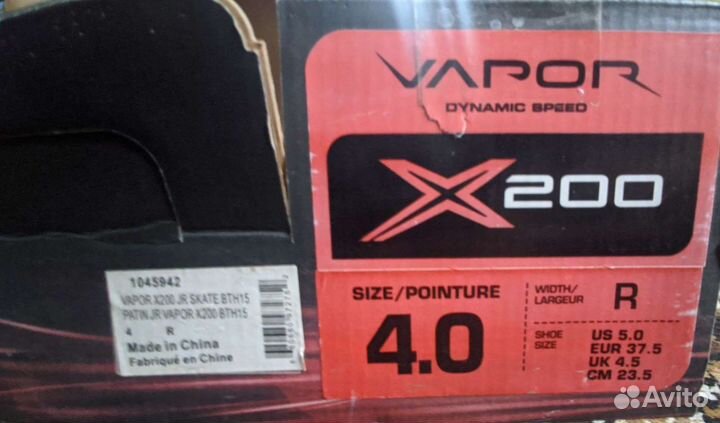 VAPOR
DYNAMIC SPEED
X200
1045942
VAPOR X200 JR SKATE BTH15
PATIN JR VAPOR X200 BTH15
4 R
Made in China
Fabriqué en Chine
SIZE/POINTURE
4.0
WIDTH/
LARGEUR
R
SHOE
SIZE
US 5.0
EUR 37.5
UK 4.5
CM 23.5
Avito